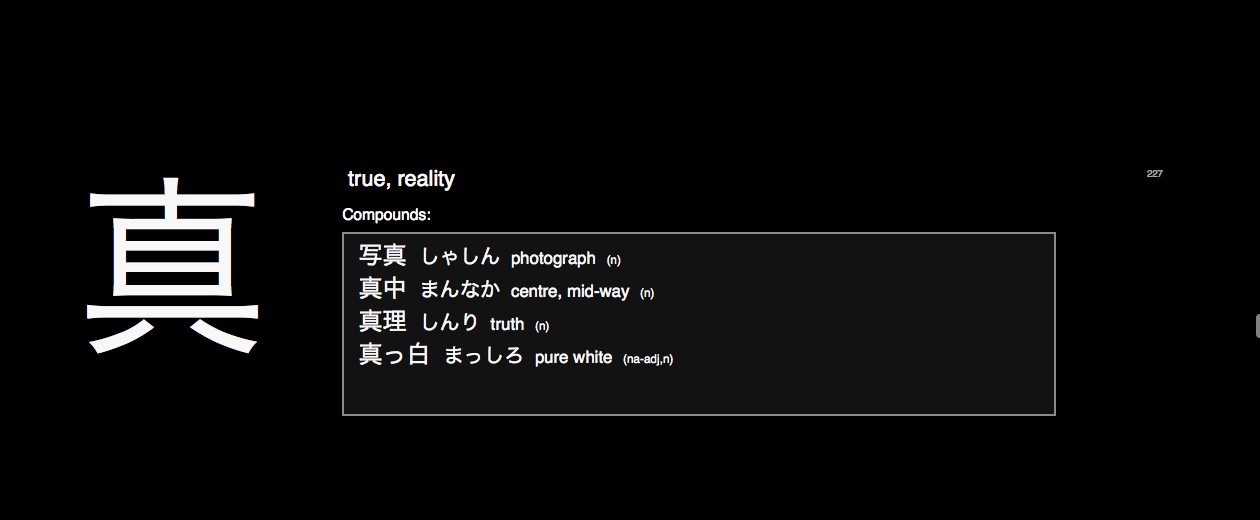 真
true, reality
227
Compounds:
写真 しゃしん photograph (n)
真中 まんなか centre, mid-way (n)
真理 しんり truth (n)
真っ白 まっしろ pure white (na-adj,n)